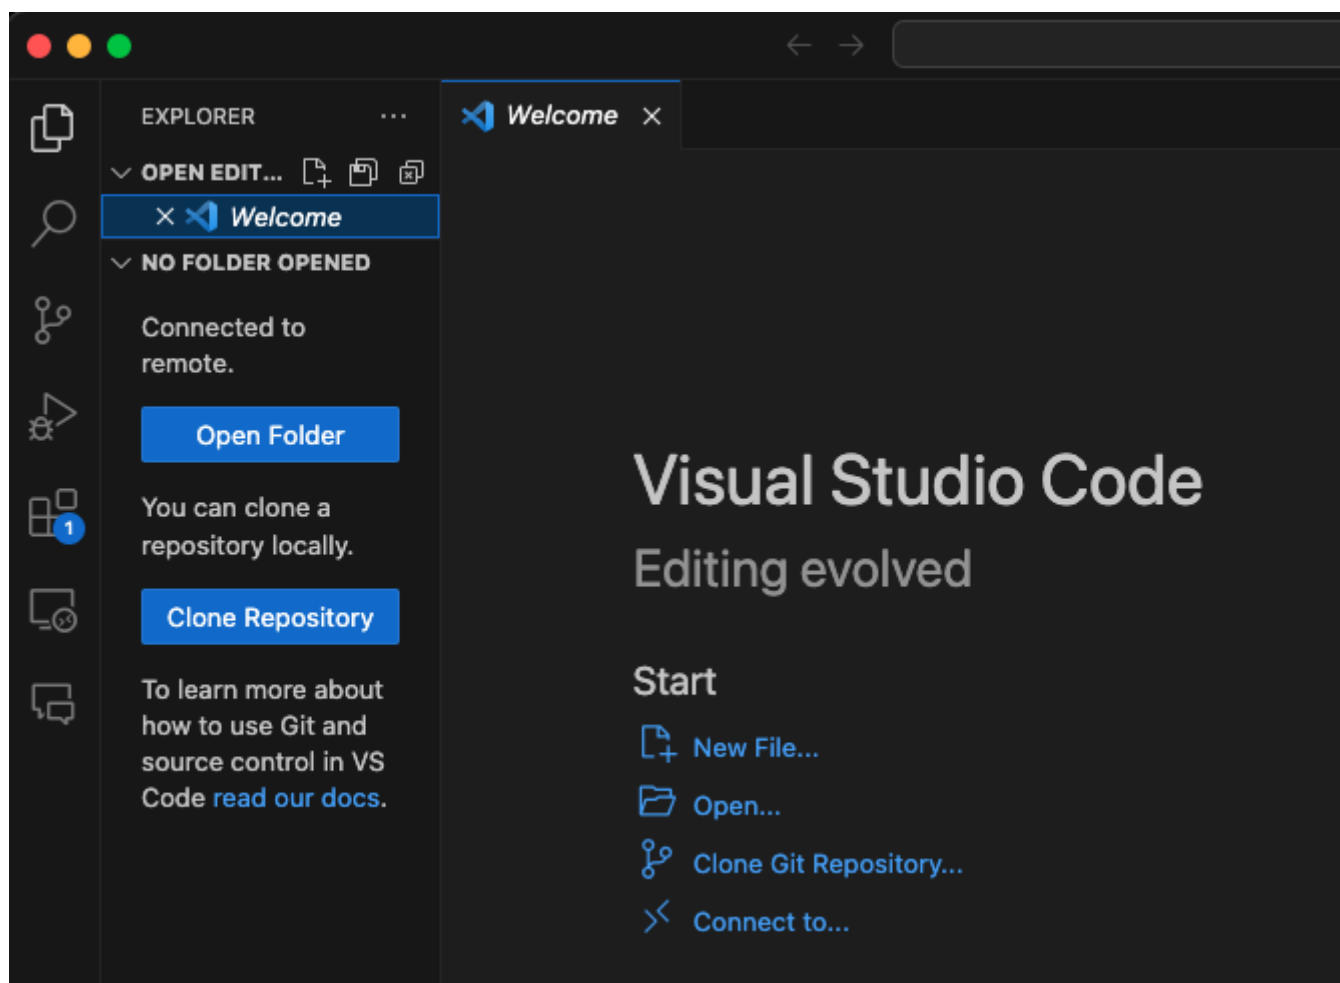 EXPLORER
Welcome
OPEN EDIT...
Welcome
NO FOLDER OPENED
Connected to
remote.
Open Folder
You can clone a
repository locally.
1
Clone Repository
To learn more about
how to use Git and
source control in VS
Code read our docs.
Visual Studio Code
Editing evolved
Start
New File...
Open...
Clone Git Repository...
Connect to...